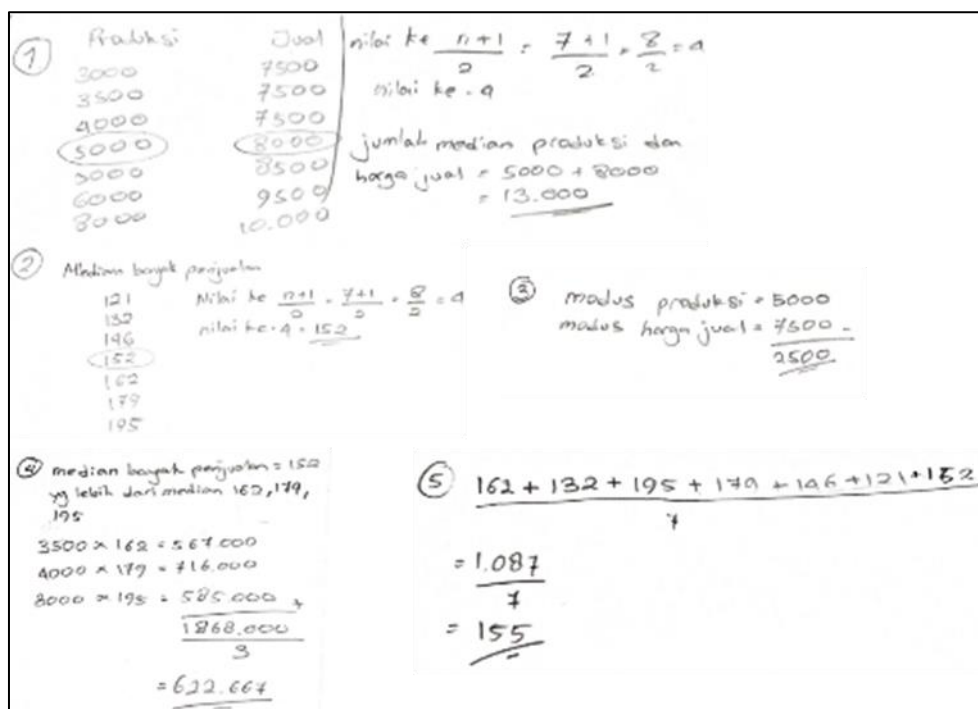 ①
Produksi Jual
3000 7500
3500 7500
4000 7500
5000 8000
5000 8500
6000 9500
8000 10.000
nilai ke n+1/2 = 7+1/2 = 8/2 = 4
nilai ke-4
jumlah median produksi dan
harga jual = 5000 + 8000
= 13.000
② Median banyak penjualan
121
132
146
152
162
179
195
Nilai ke n+1/2 = 7+1/2 = 8/2 = 4
nilai ke-4 = 152
③ modus produksi = 5000
modus harga jual = 7500 -
2500
④ median banyak penjualan = 152
yg lebih dari median 162, 179,
195
3500 × 162 = 567.000
4000 × 179 = 716.000
3000 × 195 = 585.000 +
1868.000
3
= 622.667
⑤ 162 + 132 + 195 + 179 + 146 + 121 + 152
7
= 1.087
7
= 155